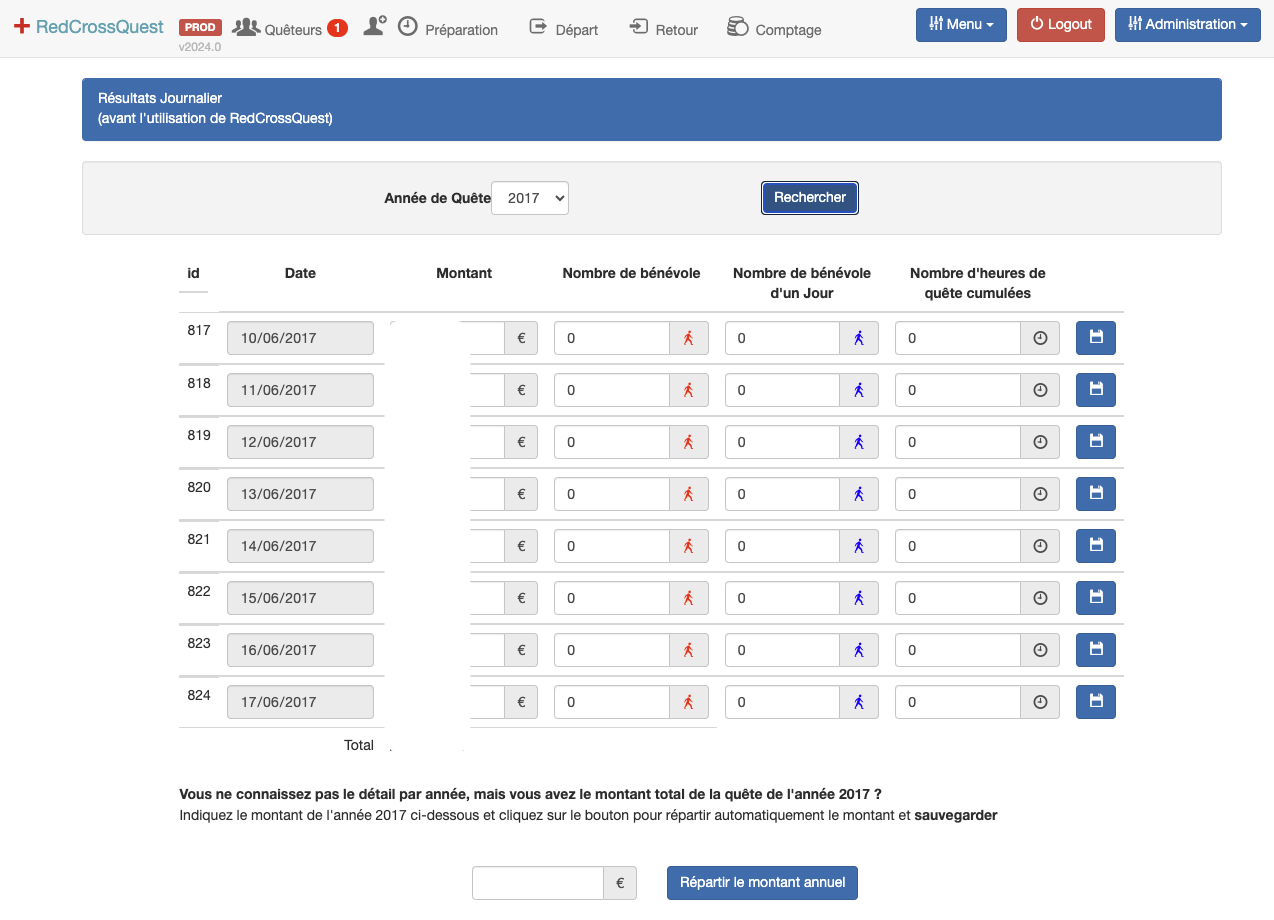 RedCrossQuest PROD Quêteurs 1 Préparation Départ Retour Comptage Menu Logout Administration
v2024.0
Résultats Journalier
(avant l'utilisation de RedCrossQuest)
Année de Quête 2017 Rechercher
id Date Montant Nombre de bénévole Nombre de bénévole d'un Jour Nombre d'heures de quête cumulées
817 10/06/2017 € 0 0 0
818 11/06/2017 € 0 0 0
819 12/06/2017 € 0 0 0
820 13/06/2017 € 0 0 0
821 14/06/2017 € 0 0 0
822 15/06/2017 € 0 0 0
823 16/06/2017 € 0 0 0
824 17/06/2017 € 0 0 0
Total
Vous ne connaissez pas le détail par année, mais vous avez le montant total de la quête de l'année 2017 ?
Indiquez le montant de l'année 2017 ci-dessous et cliquez sur le bouton pour répartir automatiquement le montant et sauvegarder
€ Répartir le montant annuel